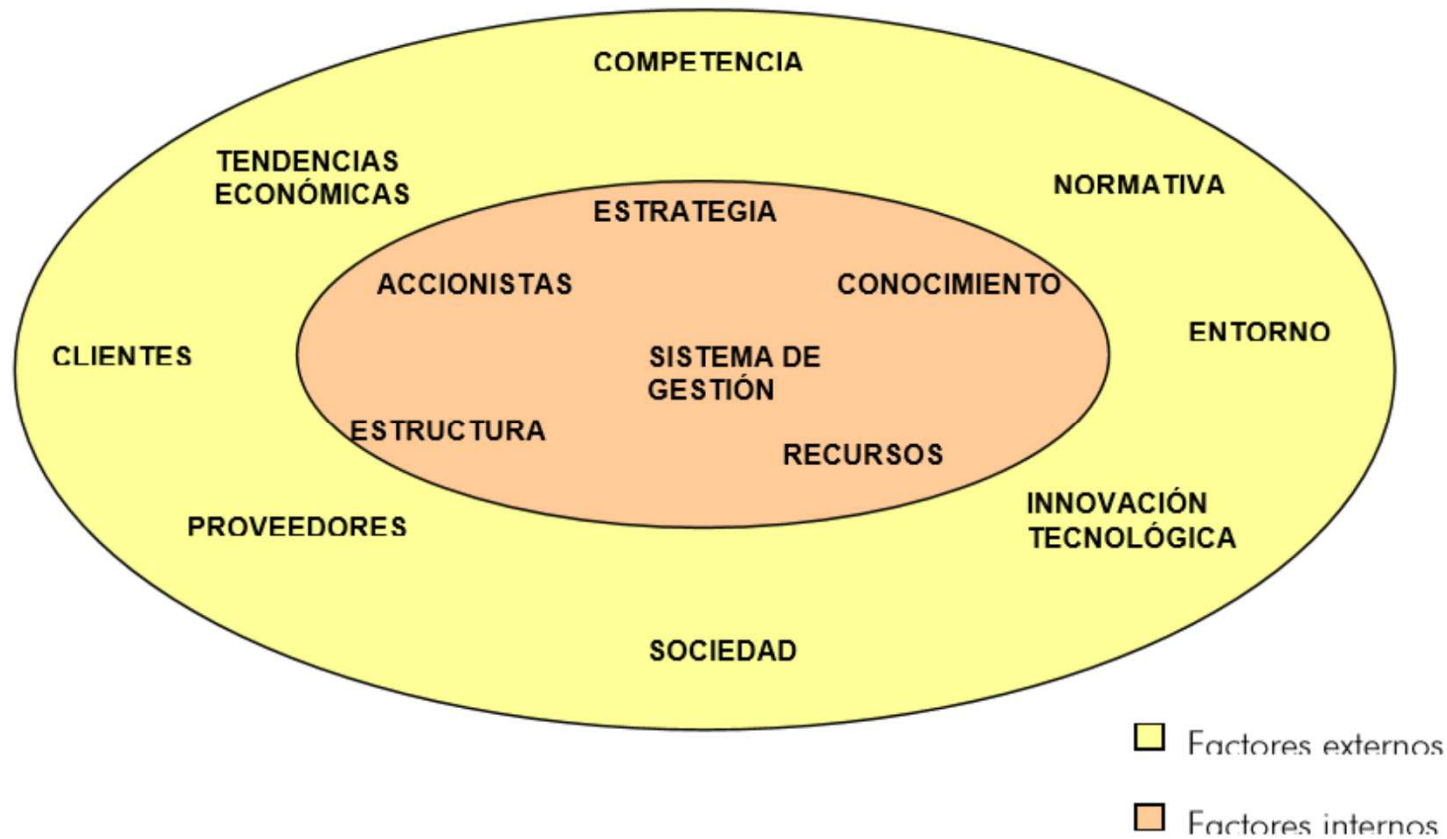 COMPETENCIA
TENDENCIAS
ECONÓMICAS
NORMATIVA
ESTRATEGIA
ACCIONISTAS
CONOCIMIENTO
ENTORNO
CLIENTES
SISTEMA DE
GESTIÓN
ESTRUCTURA
RECURSOS
INNOVACIÓN
TECNOLÓGICA
PROVEEDORES
SOCIEDAD
Factores externos
Factores internos